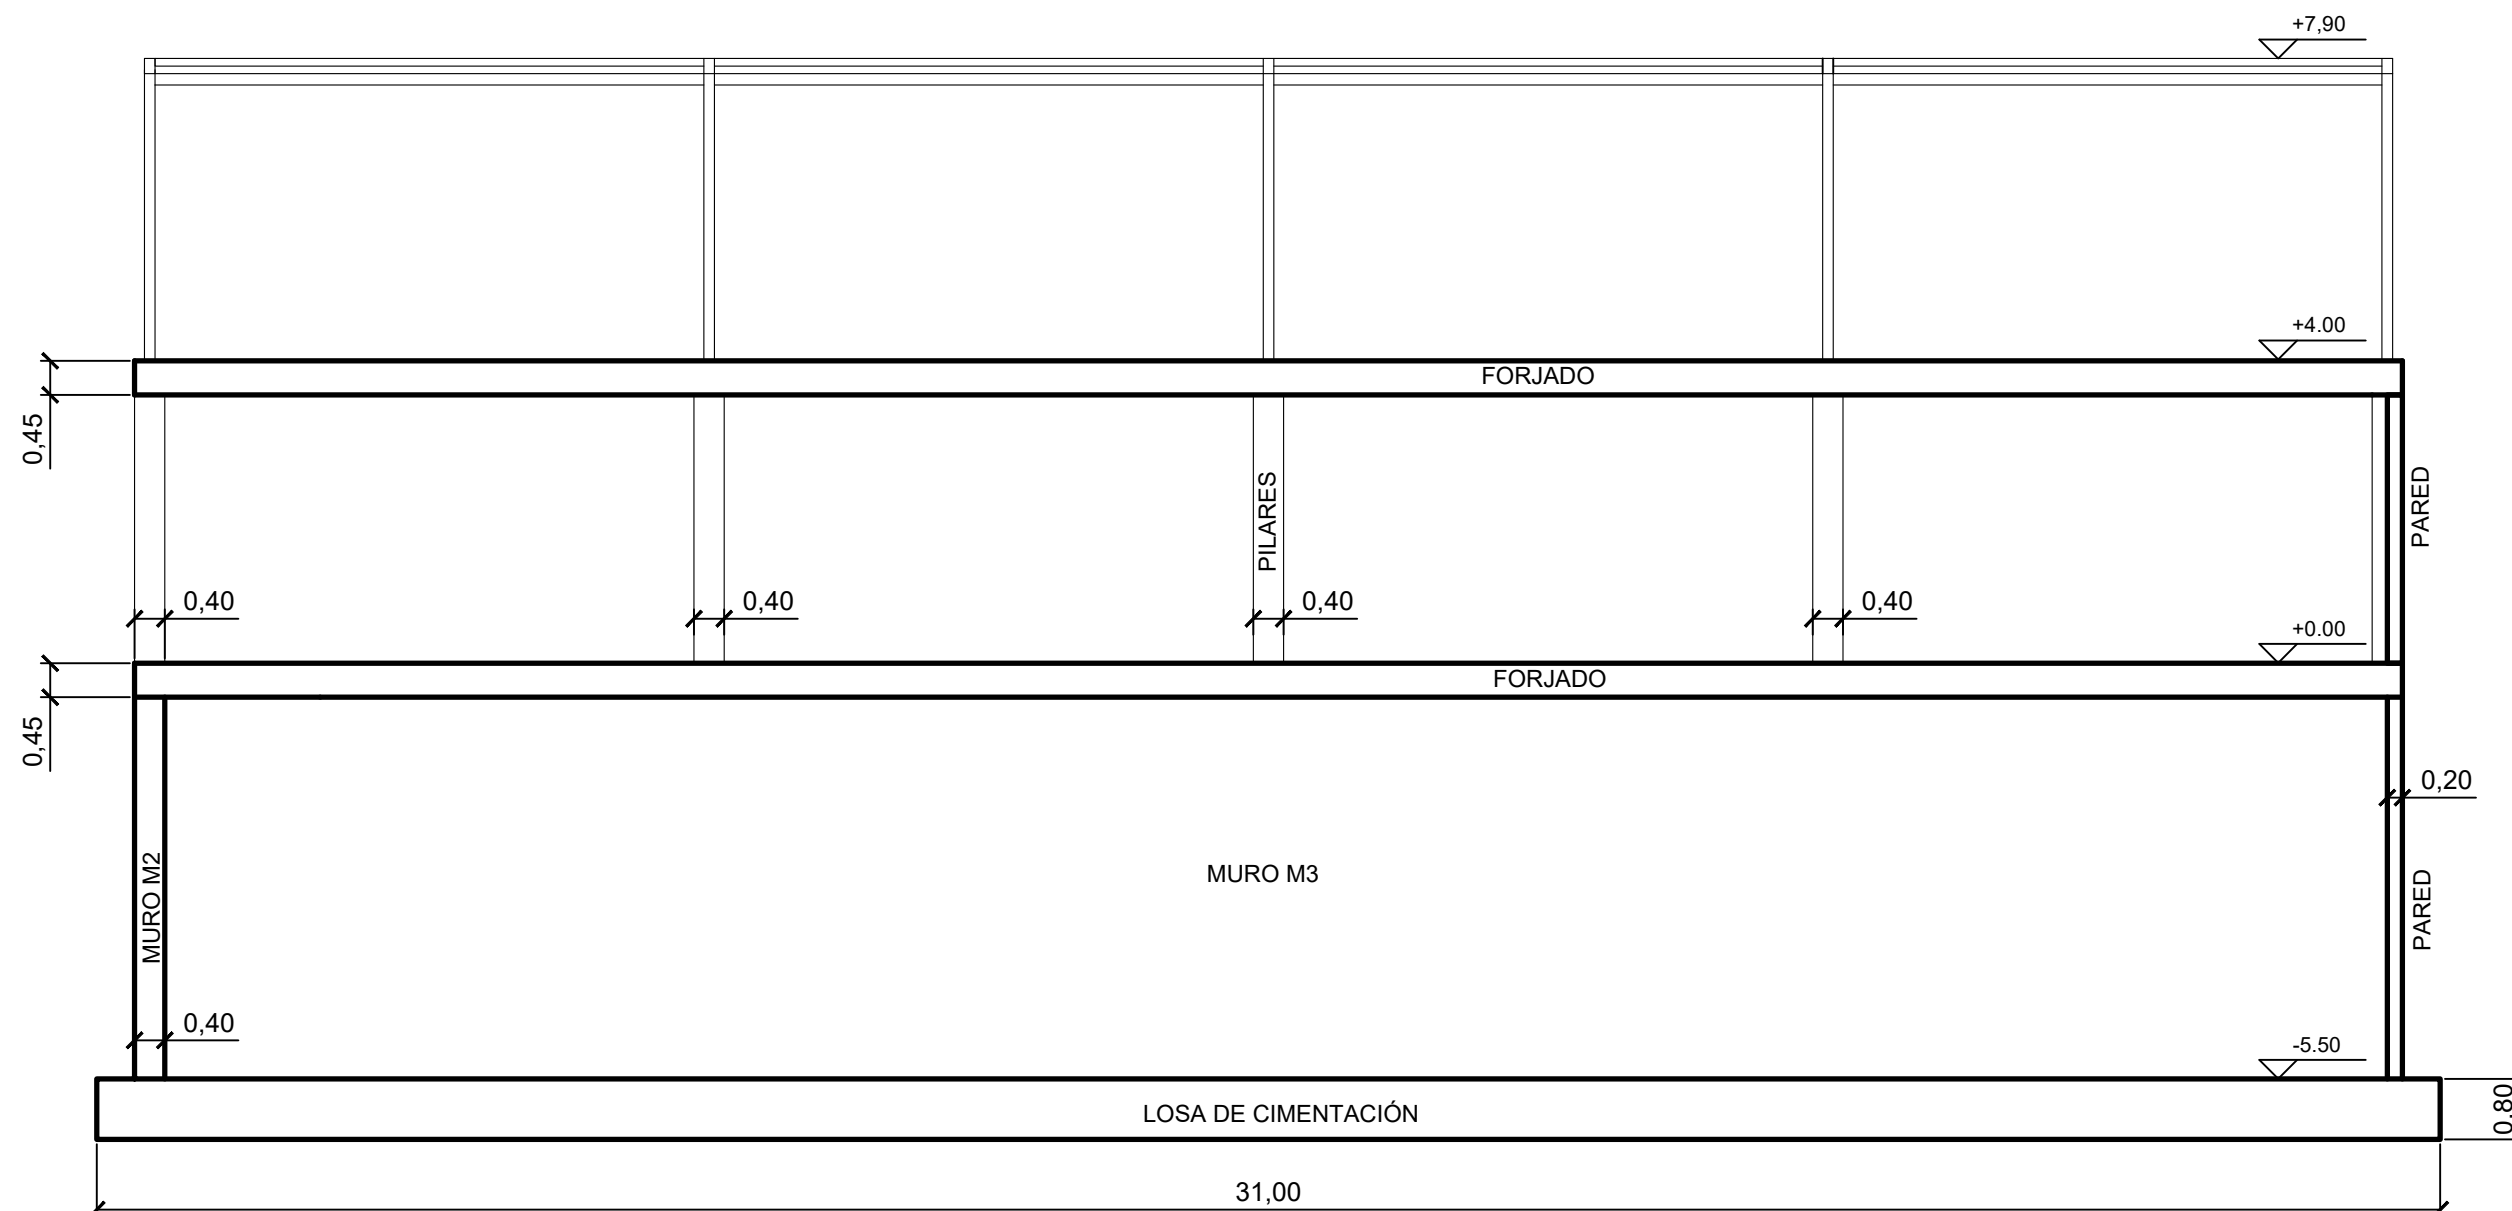 +7,90
+4.00
FORJADO
0,45
PILARES
PARED
0,40
0,40
0,40
0,40
+0.00
FORJADO
0,45
0,20
MURO M2
MURO M3
PARED
0,40
-5.50
LOSA DE CIMENTACIÓN
0,80
31,00